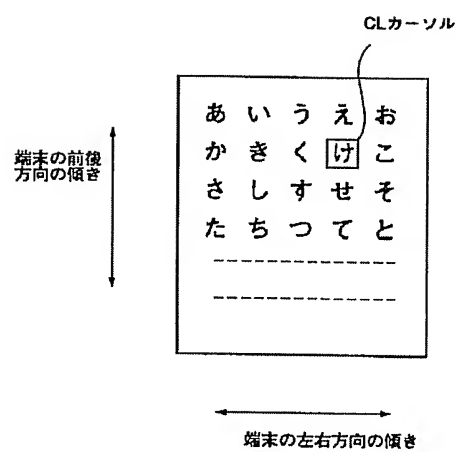 CLカーソル
あ い う え お
か き く け こ
端末の前後
方向の傾き
さ し す せ そ
た ち つ て と
端末の左右方向の傾き